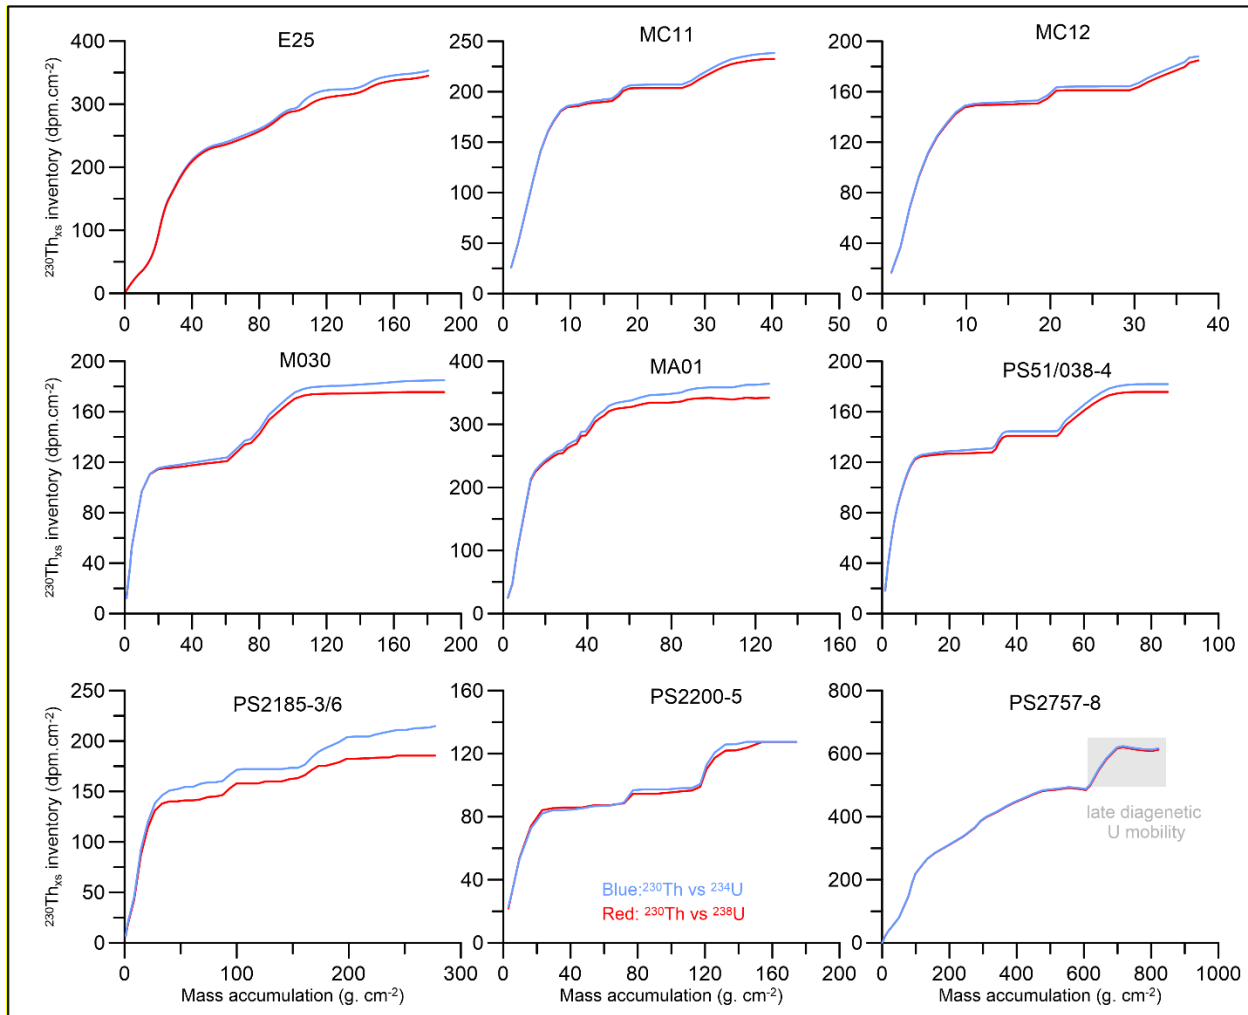 E25
MC11
MC12
²³⁰Thxs inventory (dpm.cm⁻²)
400
300
200
100
0
0 40 80 120 160 200
250
200
150
100
50
0
0 10 20 30 40 50
200
160
120
80
40
0
0 10 20 30 40
M030
MA01
PS51/038-4
²³⁰Thxs inventory (dpm.cm⁻²)
200
160
120
80
40
0
0 40 80 120 160 200
400
300
200
100
0
0 40 80 120 160
200
160
120
80
40
0
0 20 40 60 80 100
PS2185-3/6
PS2200-5
PS2757-8
²³⁰Thxs inventory (dpm.cm⁻²)
250
200
150
100
50
0
0 100 200 300
Mass accumulation (g. cm⁻²)
160
120
80
40
0
Blue:²³⁰Th vs ²³⁴U
Red: ²³⁰Th vs ²³⁸U
0 40 80 120 160 200
Mass accumulation (g. cm⁻²)
800
600
400
200
0
late diagenetic
U mobility
0 200 400 600 800 1000
Mass accumulation (g. cm⁻²)